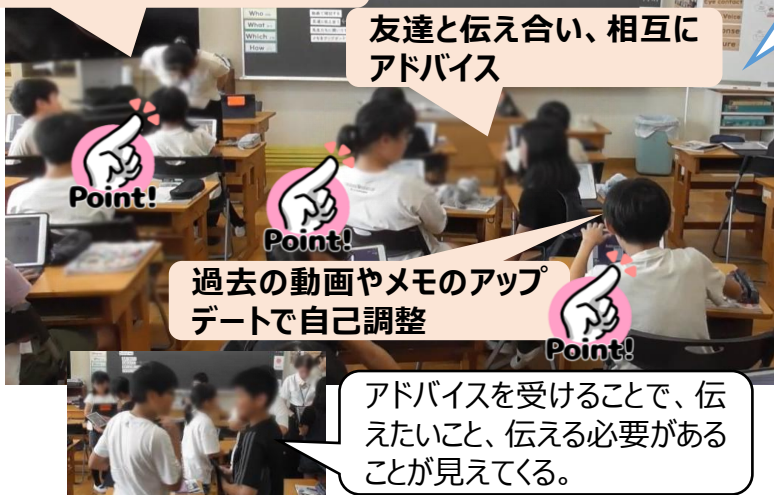 Who
What
Which
How
友達と伝え合い、相互に
アドバイス
Point!
Point!
過去の動画やメモのアップ
デートで自己調整
Point!
アドバイスを受けることで、伝
えたいこと、伝える必要がある
ことが見えてくる。